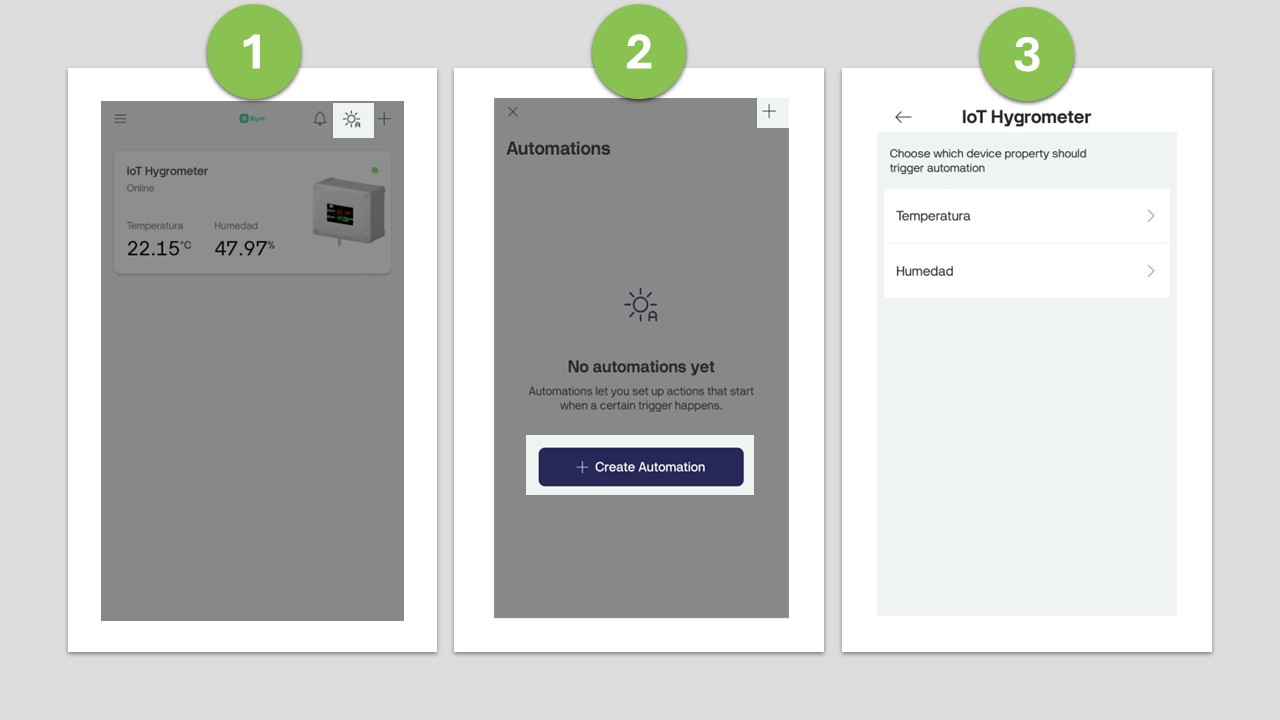 1
Blynk
IoT Hygrometer
Online
Temperatura Humedad
22.15°C 47.97%
2
Automations
A
No automations yet
Automations let you set up actions that start
when a certain trigger happens.
+ Create Automation
3
IoT Hygrometer
Choose which device property should
trigger automation
Temperatura
Humedad